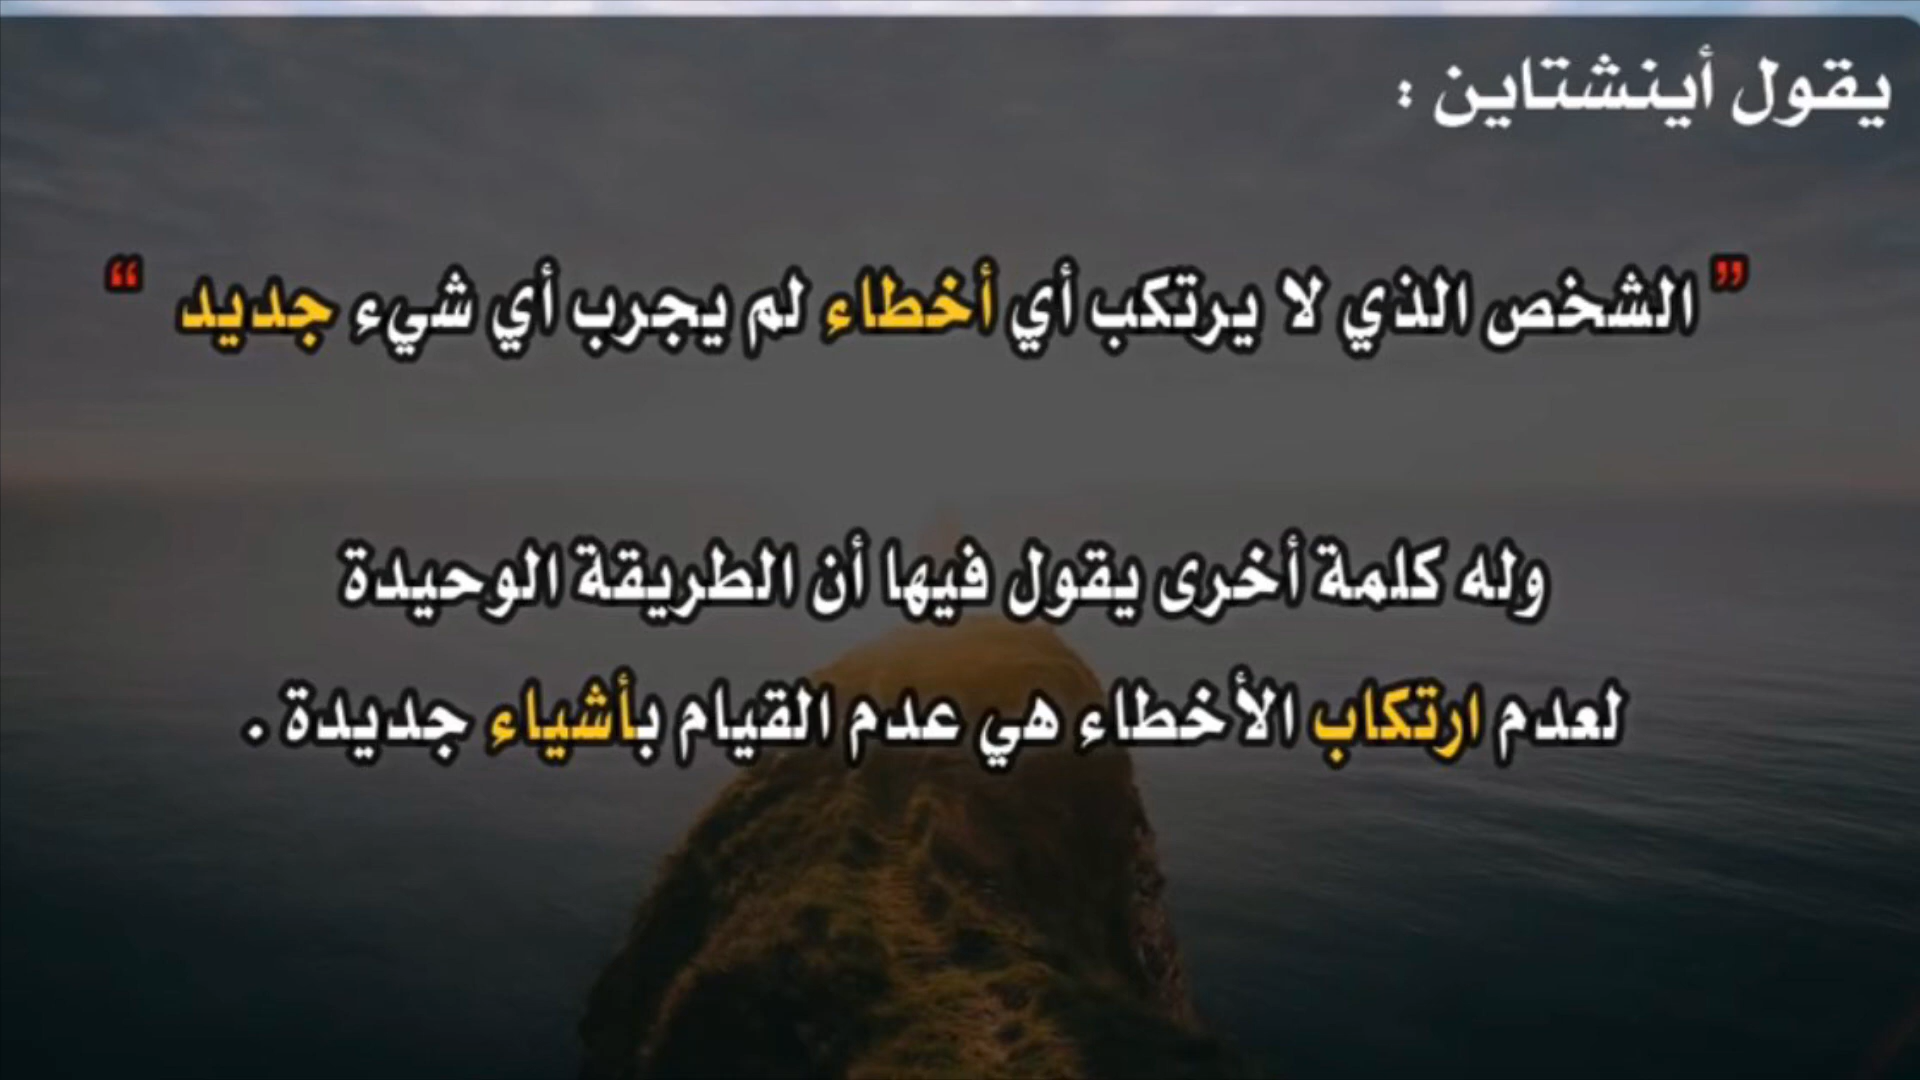 يقول أينشتاين :
” الشخص الذي لا يرتكب أي أخطاء لم يجرب أي شيء جديد “
وله كلمة أخرى يقول فيها أن الطريقة الوحيدة
لعدم ارتكاب الأخطاء هي عدم القيام بأشياء جديدة .